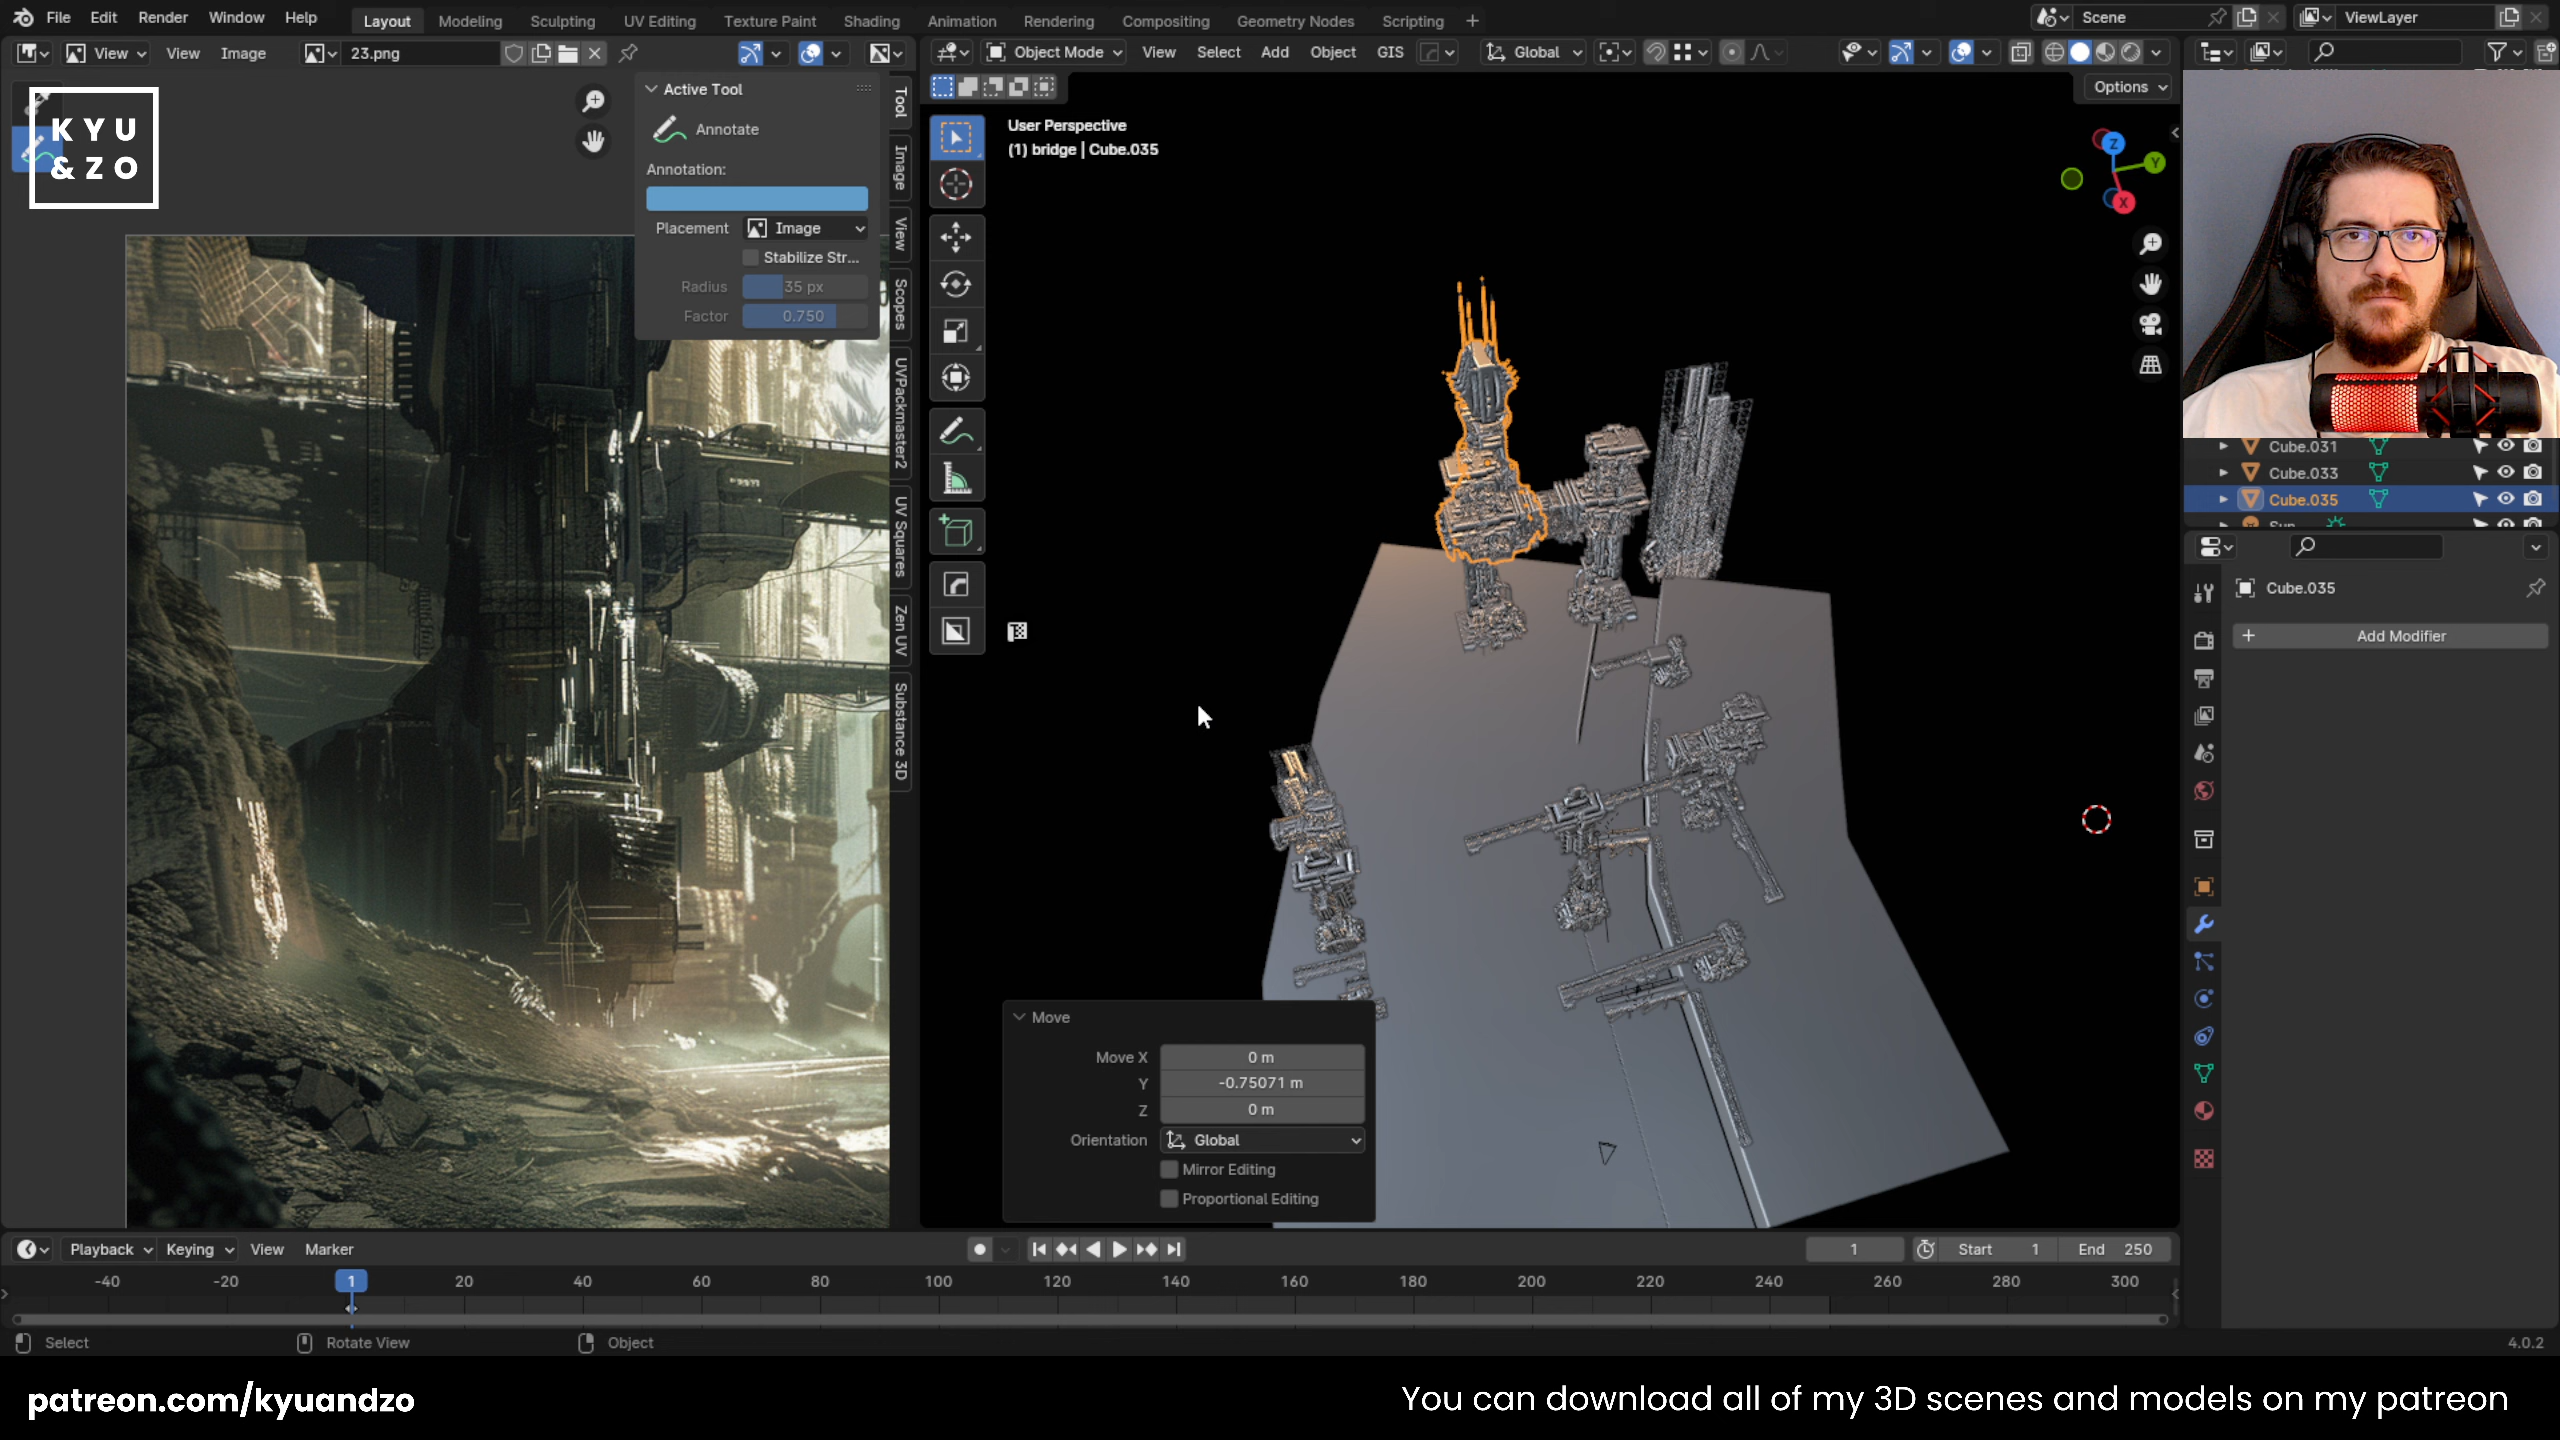 File Edit Render Window Help
Layout Modeling Sculpting UV Editing Texture Paint Shading Animation Rendering Compositing Geometry Nodes Scripting +
Scene
ViewLayer
View View Image 23.png
Object Mode View Select Add Object GIS Global
Options
KYU
&ZO
Active Tool
Annotate
Annotation:
Placement Image
Stabilize Str...
Radius 35 px
Factor 0.750
Tool
Image
View
Scopes
UVPackmaster2
UV Squares
Zen UV
Substance 3D
User Perspective
(1) bridge | Cube.035
Z
Y
X
Cube.031
Cube.033
Cube.035
Sun
Cube.035
Add Modifier
Move
Move X 0 m
Y -0.75071 m
Z 0 m
Orientation Global
Mirror Editing
Proportional Editing
Playback Keying View Marker
1 Start 1 End 250
-40 -20 1 20 40 60 80 100 120 140 160 180 200 220 240 260 280 300
Select Rotate View Object 4.0.2
patreon.com/kyuandzo
You can download all of my 3D scenes and models on my patreon